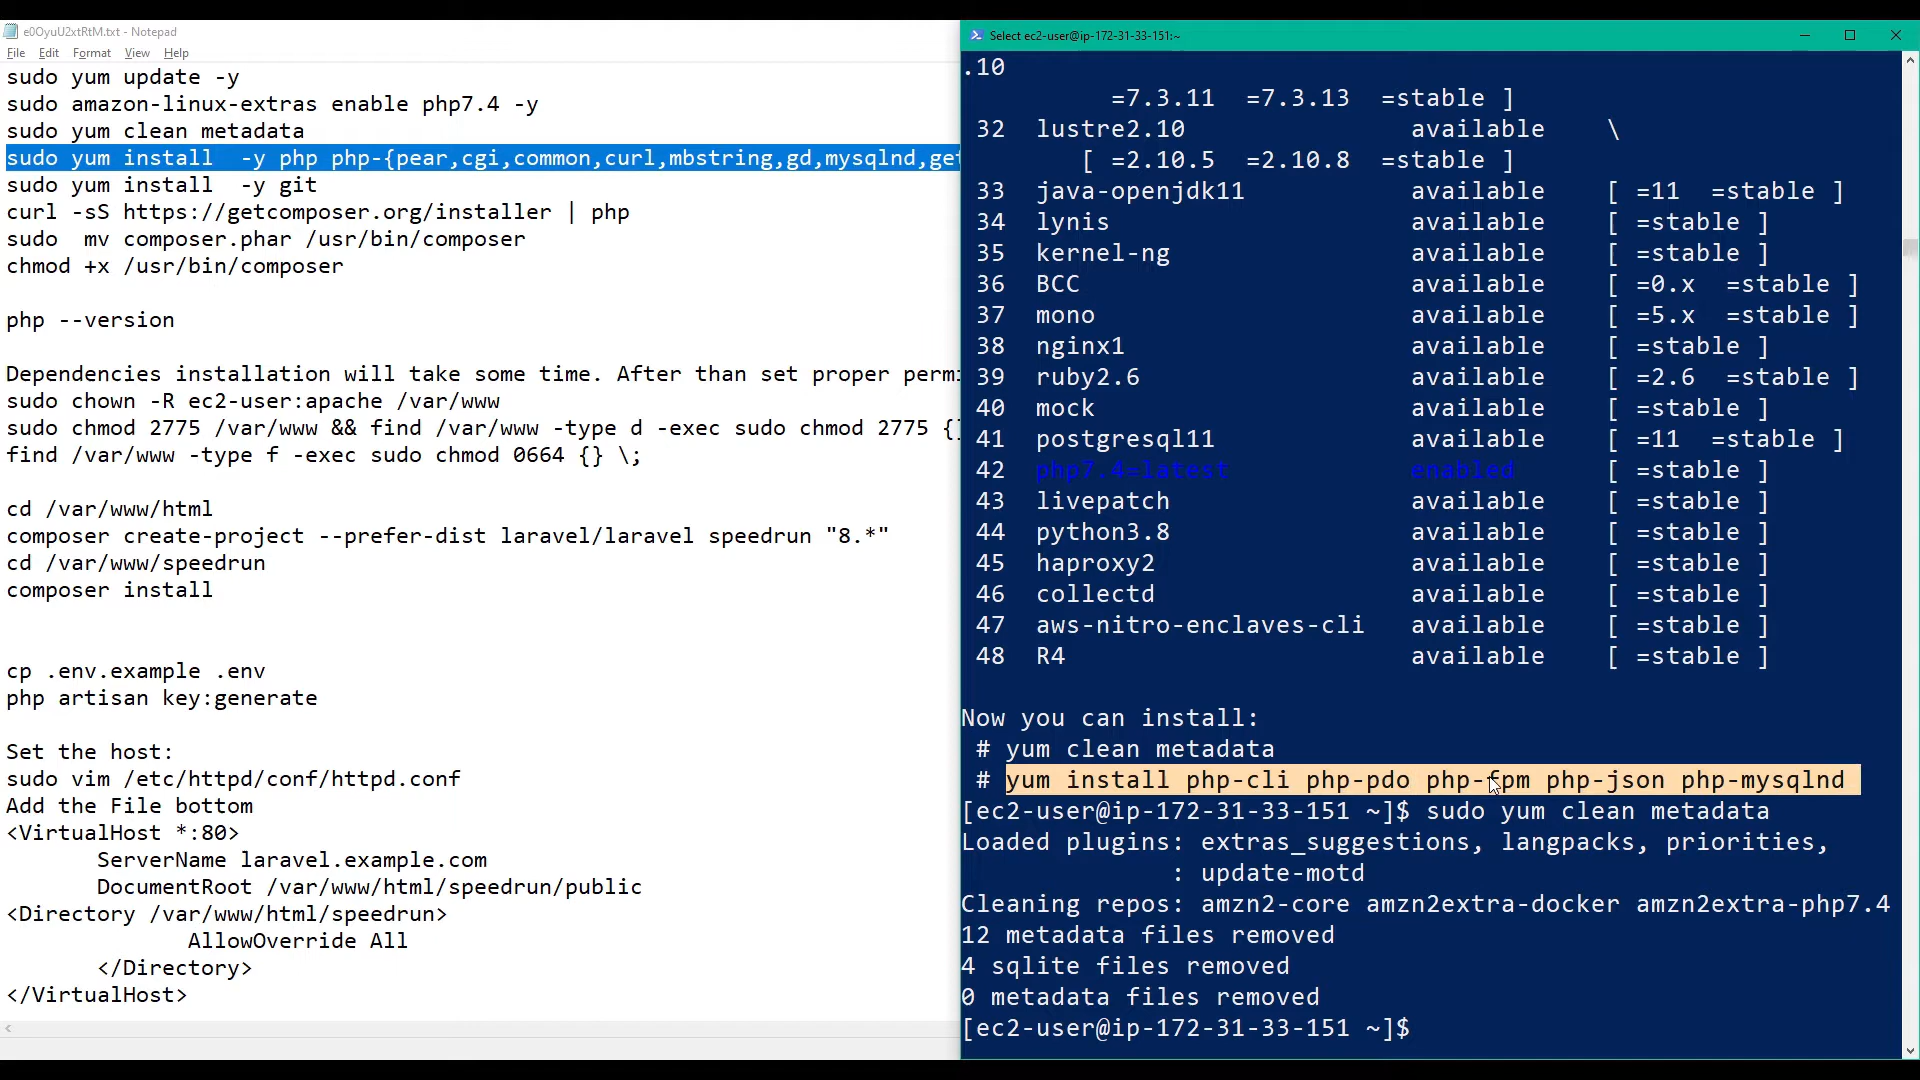 e0OyuU2xtRtM.txt - Notepad
File Edit Format View Help
sudo yum update -y
sudo amazon-linux-extras enable php7.4 -y
sudo yum clean metadata
sudo yum install  -y php php-{pear,cgi,common,curl,mbstring,gd,mysqlnd,get
sudo yum install  -y git
curl -sS https://getcomposer.org/installer | php
sudo  mv composer.phar /usr/bin/composer
chmod +x /usr/bin/composer
php --version
Dependencies installation will take some time. After than set proper permi
sudo chown -R ec2-user:apache /var/www
sudo chmod 2775 /var/www && find /var/www -type d -exec sudo chmod 2775 {}
find /var/www -type f -exec sudo chmod 0664 {} \;
cd /var/www/html
composer create-project --prefer-dist laravel/laravel speedrun "8.*"
cd /var/www/speedrun
composer install
cp .env.example .env
php artisan key:generate
Set the host:
sudo vim /etc/httpd/conf/httpd.conf
Add the File bottom
<VirtualHost *:80>
ServerName laravel.example.com
DocumentRoot /var/www/html/speedrun/public
<Directory /var/www/html/speedrun>
AllowOverride All
</Directory>
</VirtualHost>
Select ec2-user@ip-172-31-33-151:~
.10
=7.3.11  =7.3.13  =stable ]
32  lustre2.10  available  \
[ =2.10.5  =2.10.8  =stable ]
33  java-openjdk11  available  [ =11  =stable ]
34  lynis  available  [ =stable ]
35  kernel-ng  available  [ =stable ]
36  BCC  available  [ =0.x  =stable ]
37  mono  available  [ =5.x  =stable ]
38  nginx1  available  [ =stable ]
39  ruby2.6  available  [ =2.6  =stable ]
40  mock  available  [ =stable ]
41  postgresql11  available  [ =11  =stable ]
42  php7.4=latest  enabled  [ =stable ]
43  livepatch  available  [ =stable ]
44  python3.8  available  [ =stable ]
45  haproxy2  available  [ =stable ]
46  collectd  available  [ =stable ]
47  aws-nitro-enclaves-cli  available  [ =stable ]
48  R4  available  [ =stable ]
Now you can install:
# yum clean metadata
# yum install php-cli php-pdo php-fpm php-json php-mysqlnd
[ec2-user@ip-172-31-33-151 ~]$ sudo yum clean metadata
Loaded plugins: extras_suggestions, langpacks, priorities,
: update-motd
Cleaning repos: amzn2-core amzn2extra-docker amzn2extra-php7.4
12 metadata files removed
4 sqlite files removed
0 metadata files removed
[ec2-user@ip-172-31-33-151 ~]$